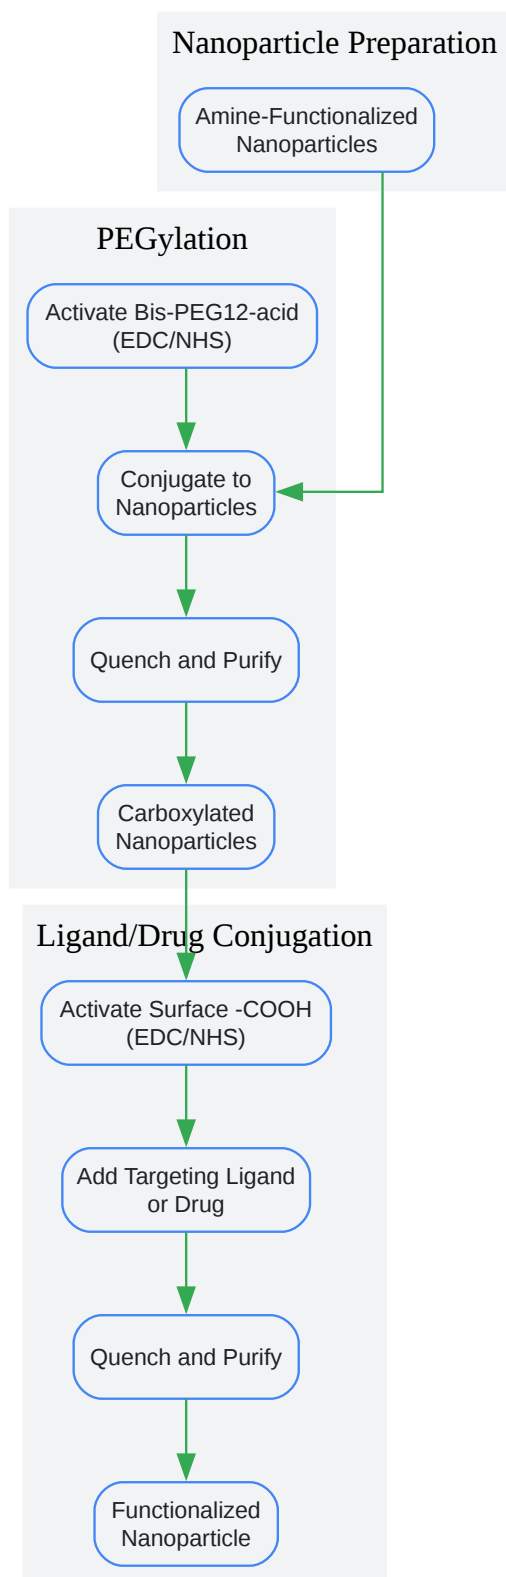 Nanoparticle Preparation
Amine-Functionalized
Nanoparticles
PEGylation
Activate Bis-PEG12-acid
(EDC/NHS)
Conjugate to
Nanoparticles
Quench and Purify
Carboxylated
Nanoparticles
Ligand/Drug Conjugation
Activate Surface -COOH
(EDC/NHS)
Add Targeting Ligand
or Drug
Quench and Purify
Functionalized
Nanoparticle